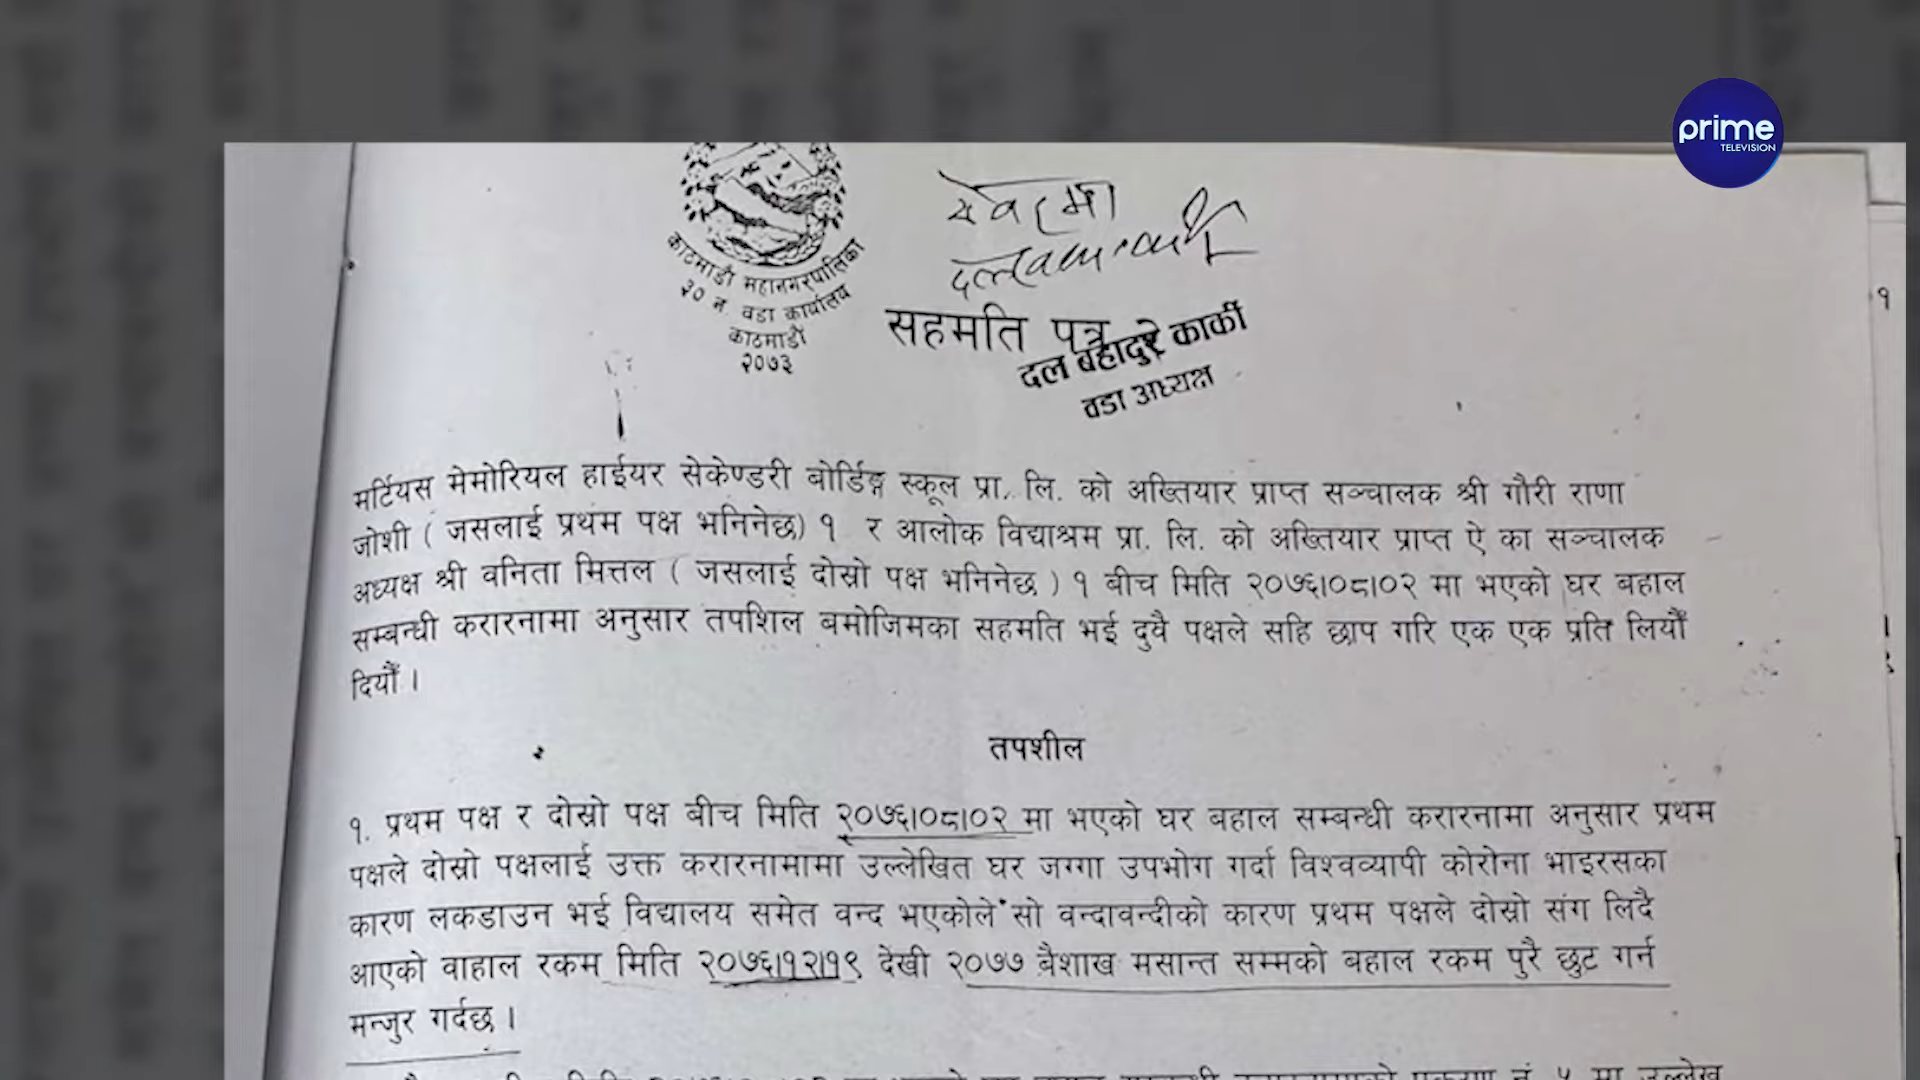 prime
TELEVISION
काठमाडौं महानगरपालिका
३० न. वडा कार्यालय
काठमाडौं
२०७३
रोवरमा
सहमति पत्र
दल बहादुर कार्की
वडा अध्यक्ष
१
मर्टियस मेमोरियल हाईयर सेकेण्डरी बोर्डिङ्ग स्कूल प्रा. लि. को अख्तियार प्राप्त सञ्चालक श्री गौरी राणा
जोशी ( जसलाई प्रथम पक्ष भनिनेछ) १ र आलोक विद्याश्रम प्रा. लि. को अख्तियार प्राप्त ऐ का सञ्चालक
अध्यक्ष श्री वनिता मित्तल ( जसलाई दोस्रो पक्ष भनिनेछ ) १ बीच मिति २०७६।०८।०२ मा भएको घर बहाल
सम्बन्धी करारनामा अनुसार तपशिल बमोजिमका सहमति भई दुवै पक्षले सहि छाप गरि एक एक प्रति लियौँ
दियौँ ।
तपशील
१. प्रथम पक्ष र दोस्रो पक्ष बीच मिति २०७६।०८।०२ मा भएको घर बहाल सम्बन्धी करारनामा अनुसार प्रथम
पक्षले दोस्रो पक्षलाई उक्त करारनामामा उल्लेखित घर जग्गा उपभोग गर्दा विश्वव्यापी कोरोना भाइरसका
कारण लकडाउन भई विद्यालय समेत वन्द भएकोले सो वन्दावन्दीको कारण प्रथम पक्षले दोस्रो संग लिदै
आएको वाहाल रकम मिति २०७६।१२।१९ देखी २०७७ बैशाख मसान्त सम्मको बहाल रकम पुरै छुट गर्न
मन्जुर गर्दछ ।